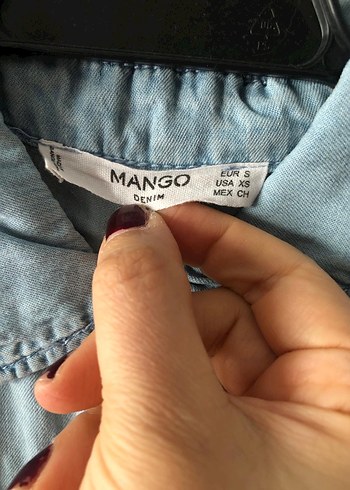 MANGO
DENIM
EUR S
USA XS
MEX CH